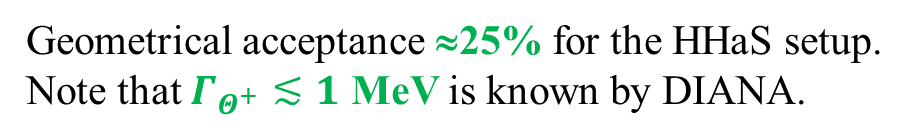 Geometrical acceptance ≈25% for the HHaS setup.
Note that Γ_Θ⁺ ≲ 1 MeV is known by DIANA.